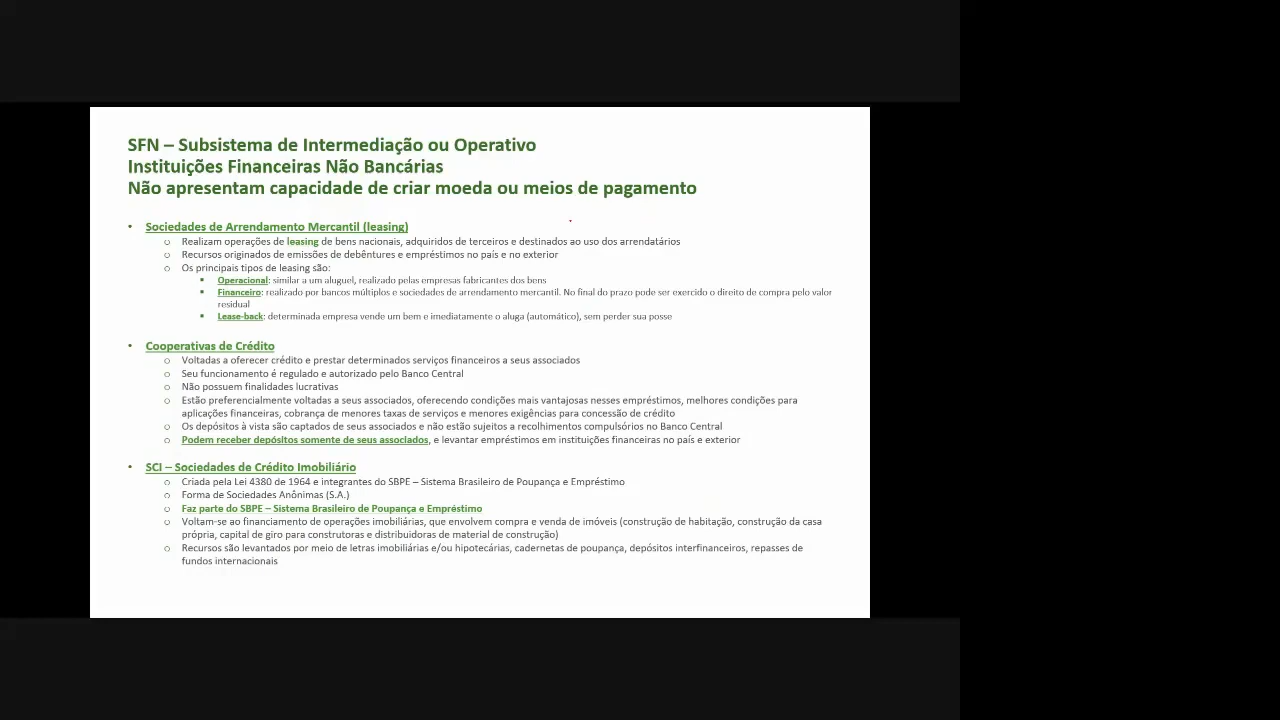 SFN – Subsistema de Intermediação ou Operativo
Instituições Financeiras Não Bancárias
Não apresentam capacidade de criar moeda ou meios de pagamento
• Sociedades de Arrendamento Mercantil (leasing)
o Realizam operações de leasing de bens nacionais, adquiridos de terceiros e destinados ao uso dos arrendatários
o Recursos originados de emissões de debêntures e empréstimos no país e no exterior
o Os principais tipos de leasing são:
▪ Operacional: similar a um aluguel, realizado pelas empresas fabricantes dos bens
▪ Financeiro: realizado por bancos múltiplos e sociedades de arrendamento mercantil. No final do prazo pode ser exercido o direito de compra pelo valor
residual
▪ Lease-back: determinada empresa vende um bem e imediatamente o aluga (automático), sem perder sua posse
• Cooperativas de Crédito
o Voltadas a oferecer crédito e prestar determinados serviços financeiros a seus associados
o Seu funcionamento é regulado e autorizado pelo Banco Central
o Não possuem finalidades lucrativas
o Estão preferencialmente voltadas a seus associados, oferecendo condições mais vantajosas nesses empréstimos, melhores condições para
aplicações financeiras, cobrança de menores taxas de serviços e menores exigências para concessão de crédito
o Os depósitos à vista são captados de seus associados e não estão sujeitos a recolhimentos compulsórios no Banco Central
o Podem receber depósitos somente de seus associados, e levantar empréstimos em instituições financeiras no país e exterior
• SCI – Sociedades de Crédito Imobiliário
o Criada pela Lei 4380 de 1964 e integrantes do SBPE – Sistema Brasileiro de Poupança e Empréstimo
o Forma de Sociedades Anônimas (S.A.)
o Faz parte do SBPE – Sistema Brasileiro de Poupança e Empréstimo
o Voltam-se ao financiamento de operações imobiliárias, que envolvem compra e venda de imóveis (construção de habitação, construção da casa
própria, capital de giro para construtoras e distribuidoras de material de construção)
o Recursos são levantados por meio de letras imobiliárias e/ou hipotecárias, cadernetas de poupança, depósitos interfinanceiros, repasses de
fundos internacionais